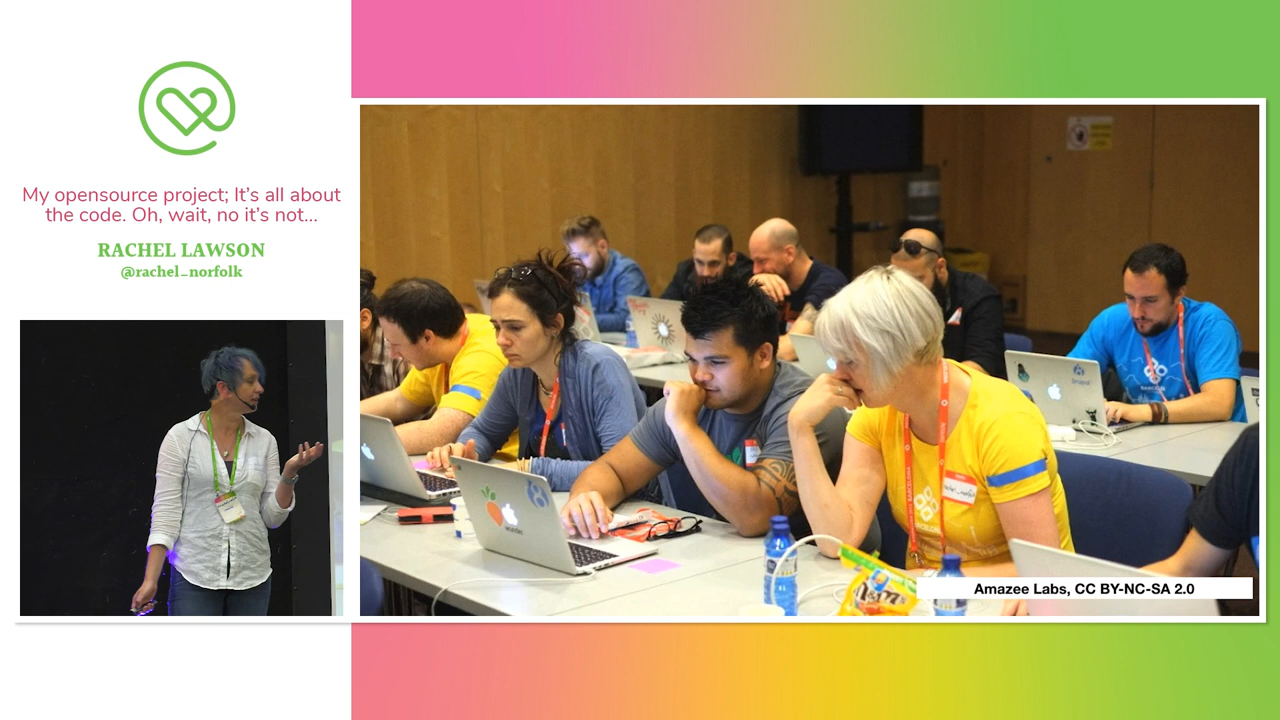 My opensource project; It's all about
the code. Oh, wait, no it's not...
RACHEL LAWSON
@rachel_norfolk
Amazee Labs, CC BY-NC-SA 2.0